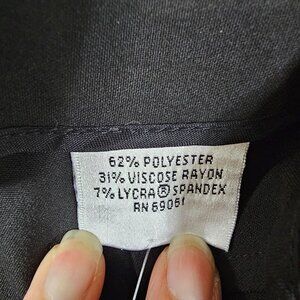 62% POLYESTER
31% VISCOSE RAYON
7% LYCRA® SPANDEX
RN 69061